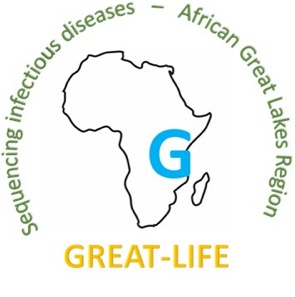 Sequencing infectious diseases – African Great Lakes Region
G
GREAT-LIFE